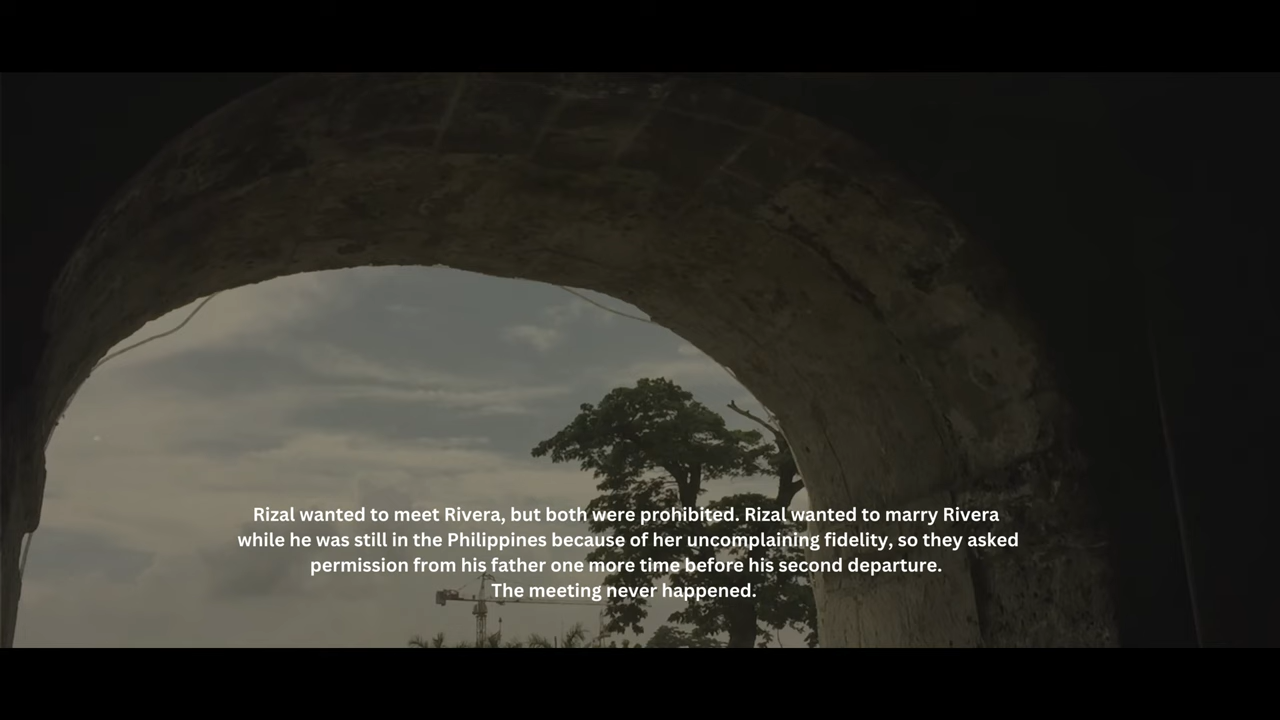 Rizal wanted to meet Rivera, but both were prohibited. Rizal wanted to marry Rivera
while he was still in the Philippines because of her uncomplaining fidelity, so they asked
permission from his father one more time before his second departure.
The meeting never happened.